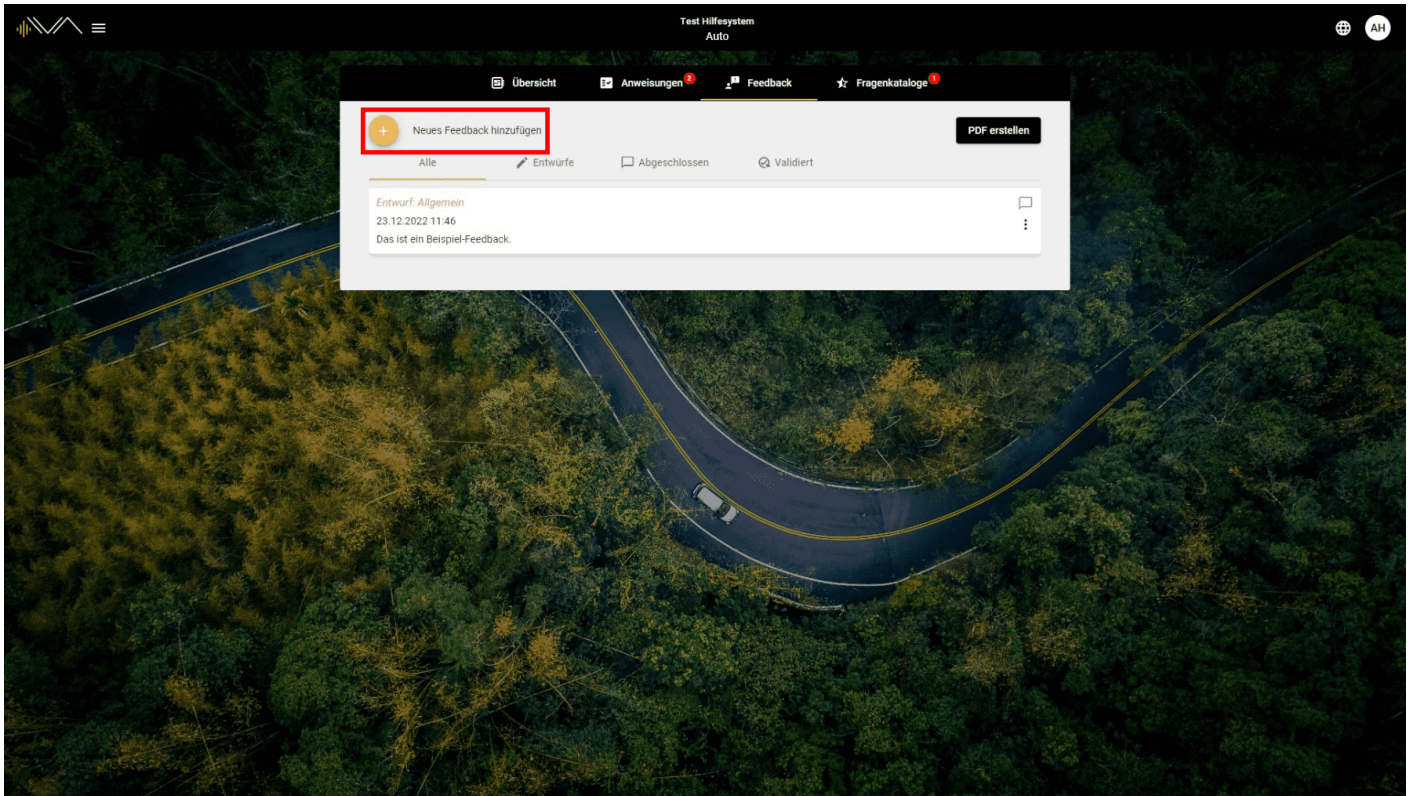 Test Hilfesystem
Auto
AH
Übersicht
Anweisungen 2
Feedback
Fragenkataloge 1
Neues Feedback hinzufügen
PDF erstellen
Alle
Entwürfe
Abgeschlossen
Validiert
Entwurf: Allgemein
23.12.2022 11:46
Das ist ein Beispiel-Feedback.